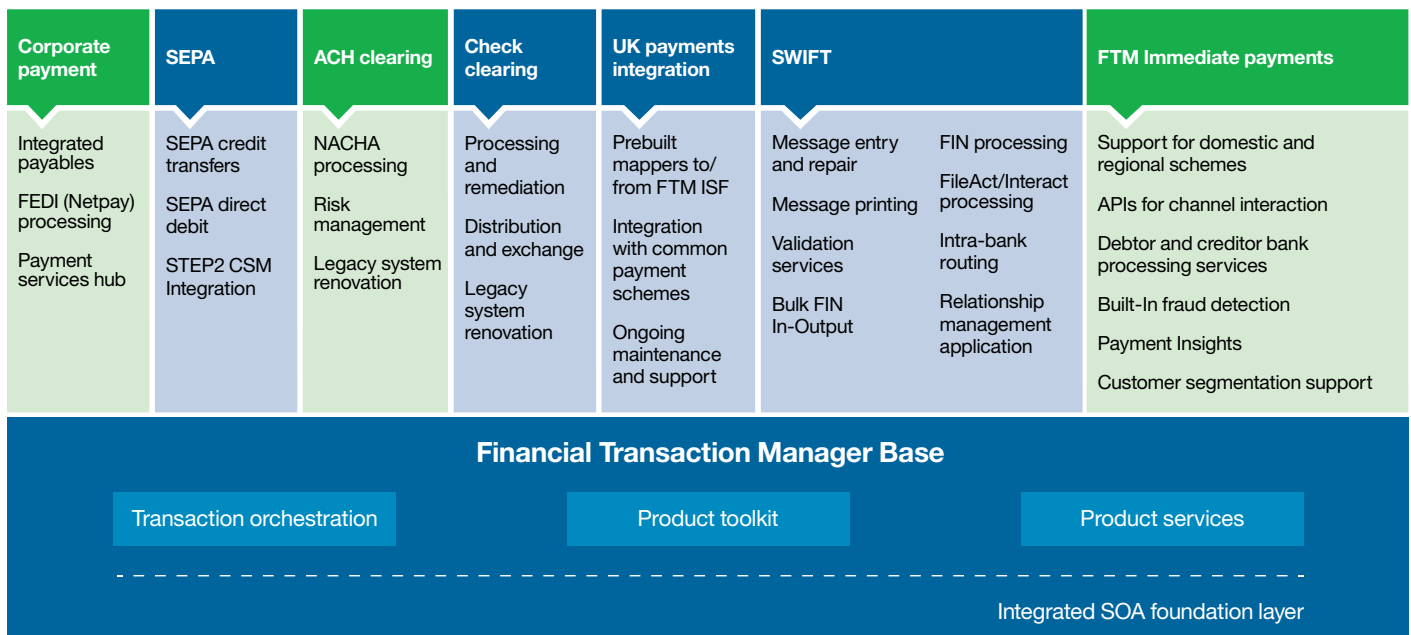 Corporate
payment
Integrated
payables
FEDI (Netpay)
processing
Payment
services hub
SEPA
SEPA credit
transfers
SEPA direct
debit
STEP2 CSM
Integration
ACH clearing
NACHA
processing
Risk
management
Legacy system
renovation
Check
clearing
Processing
and
remediation
Distribution
and exchange
Legacy
system
renovation
UK payments
integration
Prebuilt
mappers to/
from FTM ISF
Integration
with common
payment
schemes
Ongoing
maintenance
and support
SWIFT
Message entry
and repair
Message printing
Validation
services
Bulk FIN
In-Output
FIN processing
FileAct/Interact
processing
Intra-bank
routing
Relationship
management
application
FTM Immediate payments
Support for domestic and
regional schemes
APIs for channel interaction
Debtor and creditor bank
processing services
Built-In fraud detection
Payment Insights
Customer segmentation support
Financial Transaction Manager Base
Transaction orchestration
Product toolkit
Product services
Integrated SOA foundation layer